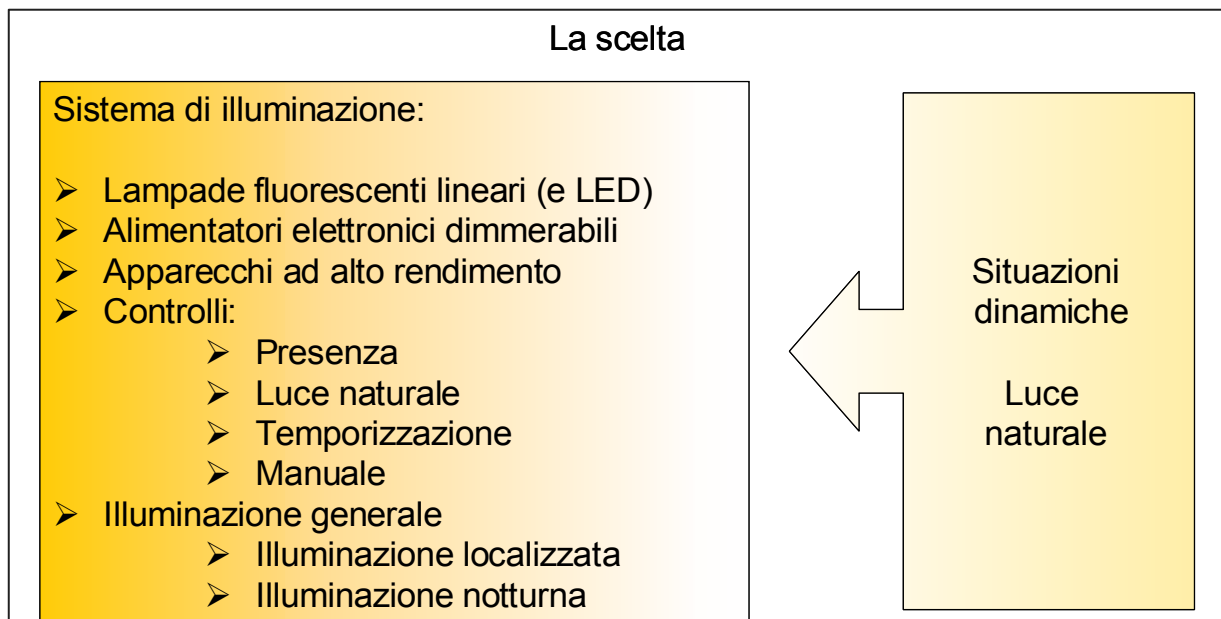 La scelta
Sistema di illuminazione:
➢ Lampade fluorescenti lineari (e LED)
➢ Alimentatori elettronici dimmerabili
➢ Apparecchi ad alto rendimento
➢ Controlli:
➢ Presenza
➢ Luce naturale
➢ Temporizzazione
➢ Manuale
➢ Illuminazione generale
➢ Illuminazione localizzata
➢ Illuminazione notturna
Situazioni
dinamiche
Luce
naturale